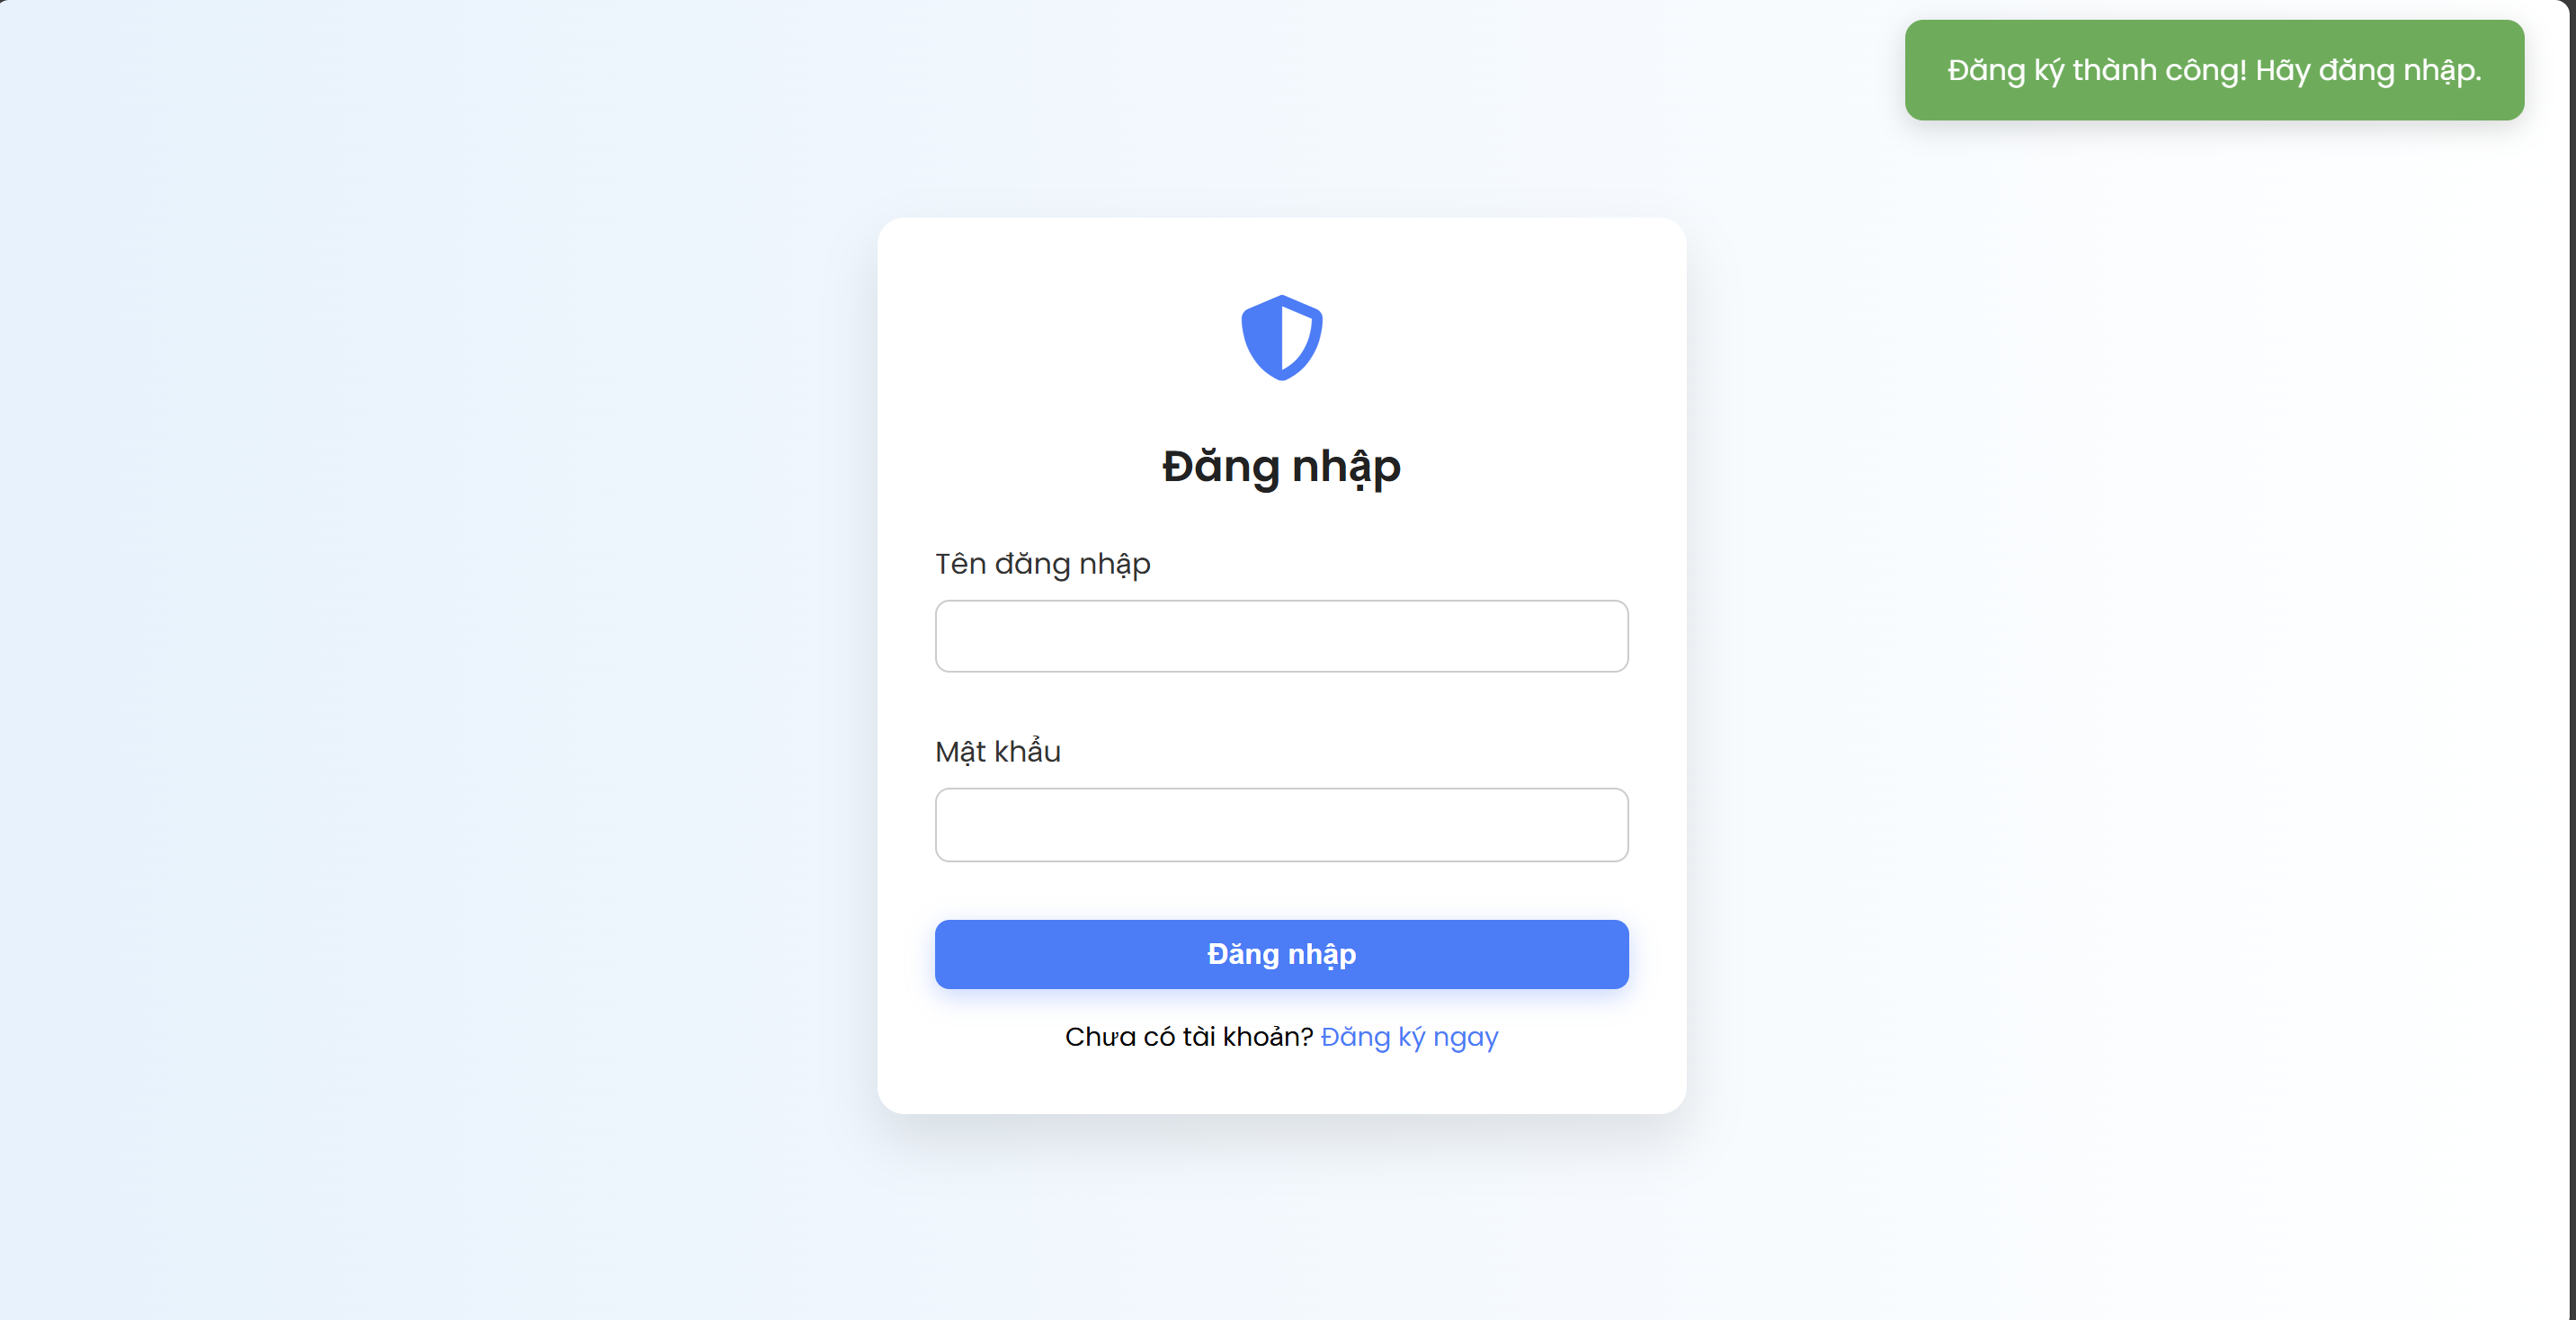 Đăng ký thành công! Hãy đăng nhập.
Đăng nhập
Tên đăng nhập
Mật khẩu
Đăng nhập
Chưa có tài khoản? Đăng ký ngay